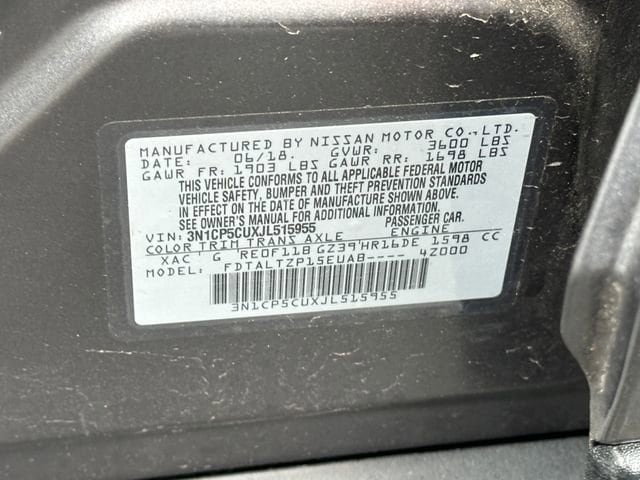 MANUFACTURED BY NISSAN MOTOR CO.,LTD.
DATE: 06/18. GVWR: 3600 LBS
GAWR FR: 1903 LBS GAWR RR: 1698 LBS
THIS VEHICLE CONFORMS TO ALL APPLICABLE FEDERAL MOTOR
VEHICLE SAFETY, BUMPER AND THEFT PREVENTION STANDARDS
IN EFFECT ON THE DATE OF MANUFACTURE SHOWN ABOVE.
SEE OWNER'S MANUAL FOR ADDITIONAL INFORMATION
VIN: 3N1CP5CUXJL515955 PASSENGER CAR.
COLOR TRIM TRANS AXLE ENGINE
XAC G RE0F11B GZ39 HR16DE 1598 CC
MODEL: FDTALTZP15EUAB---- 4Z000
3N1CP5CUXJL515955